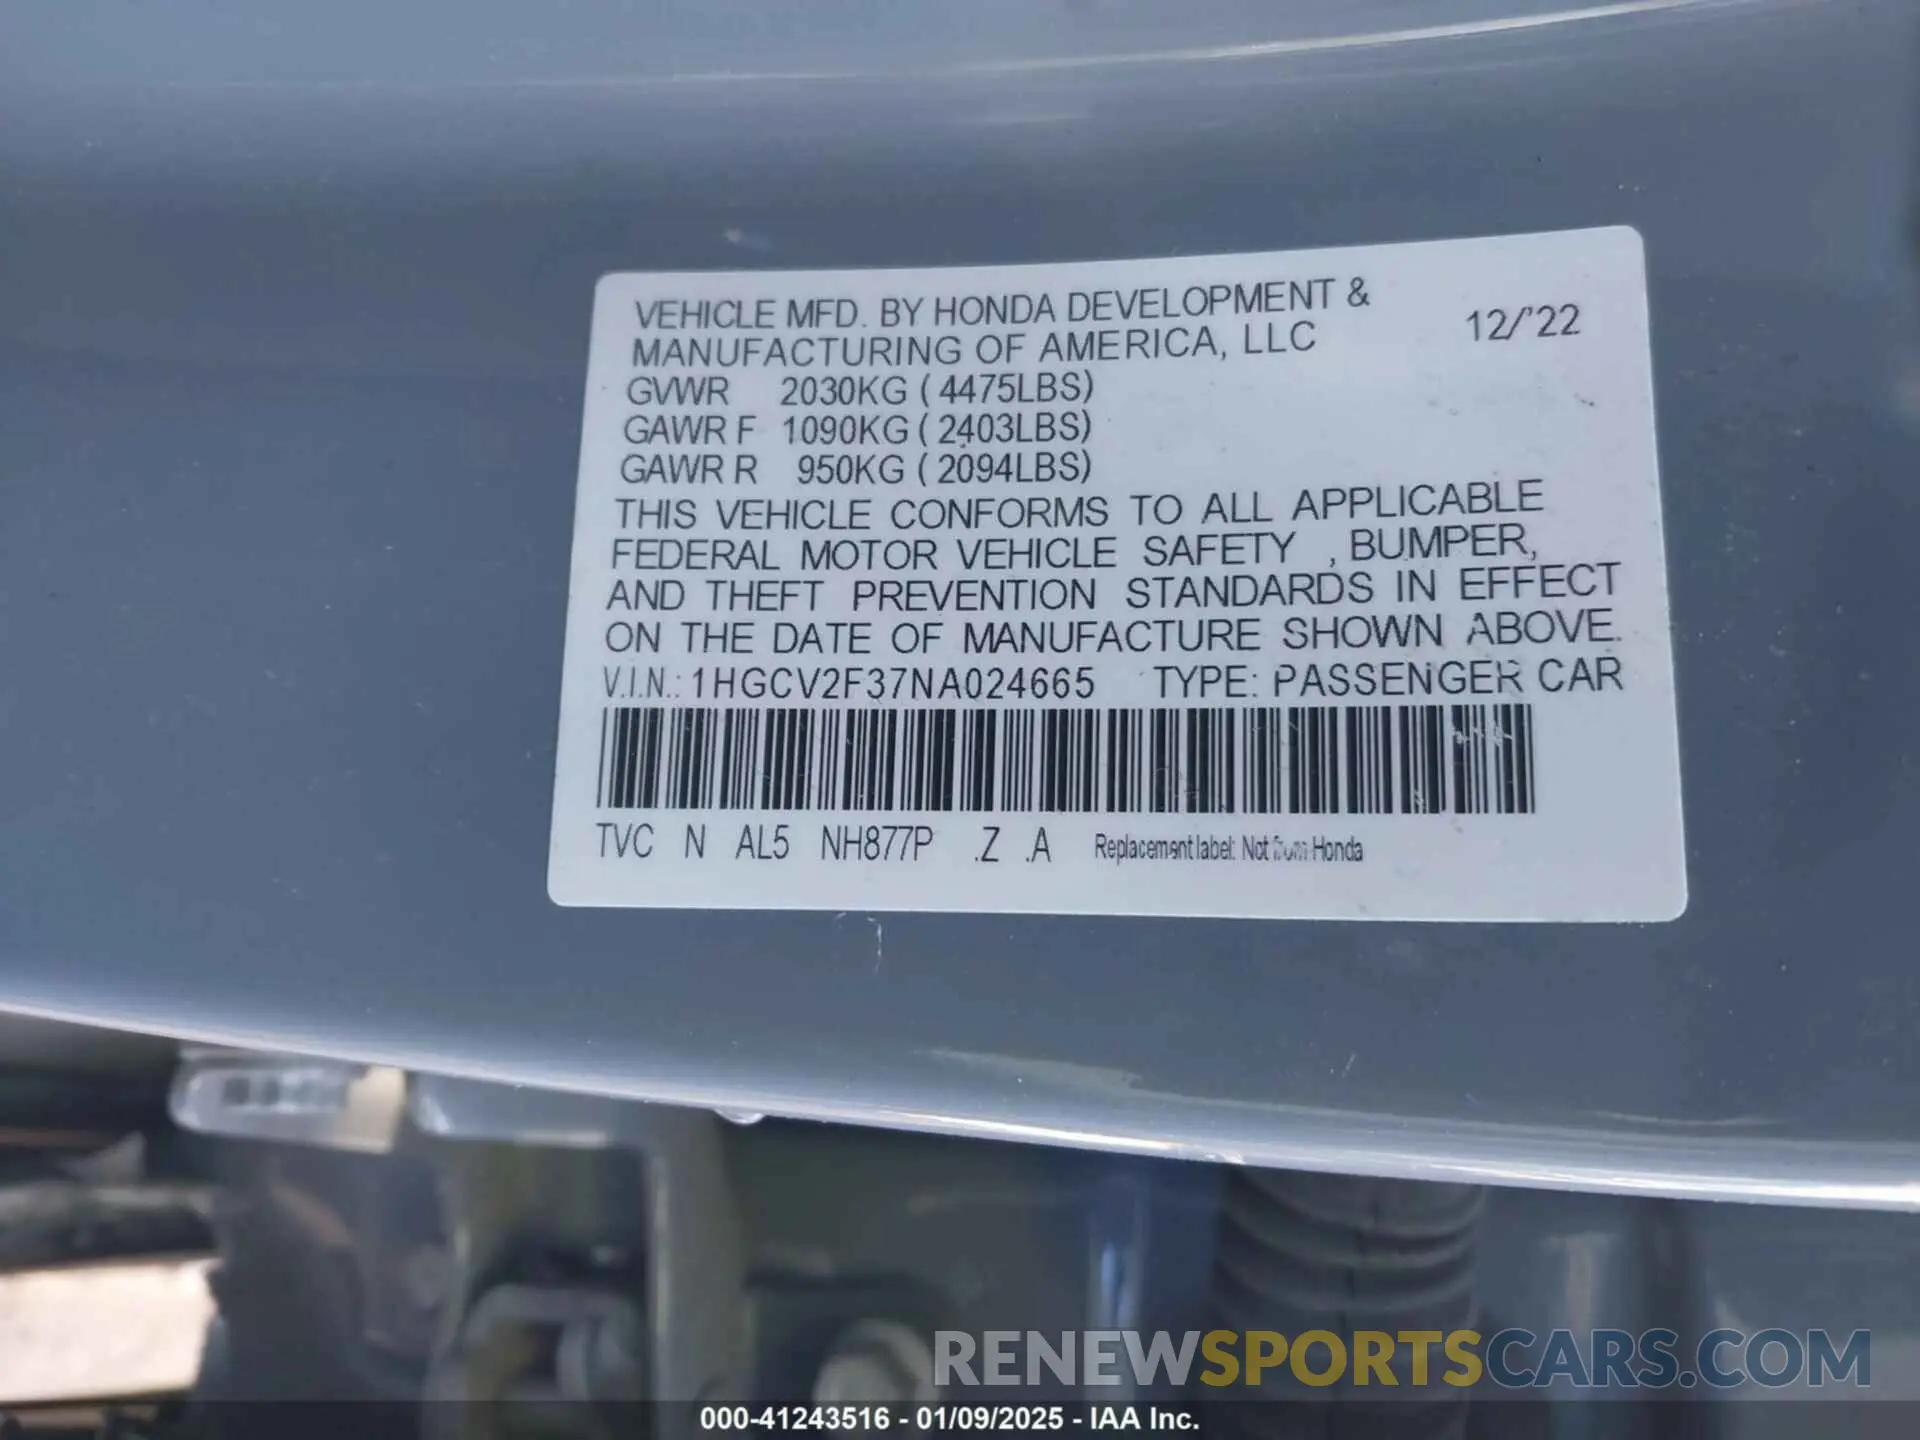 VEHICLE MFD. BY HONDA DEVELOPMENT &
MANUFACTURING OF AMERICA, LLC 12/'22
GVWR 2030KG (4475LBS)
GAWR F 1090KG (2403LBS)
GAWR R 950KG (2094LBS)
THIS VEHICLE CONFORMS TO ALL APPLICABLE
FEDERAL MOTOR VEHICLE SAFETY , BUMPER,
AND THEFT PREVENTION STANDARDS IN EFFECT
ON THE DATE OF MANUFACTURE SHOWN ABOVE.
V.I.N.: 1HGCV2F37NA024665 TYPE: PASSENGER CAR
TVC N AL5 NH877P .Z .A Replacement label: Not from Honda
RENEWSPORTSCARS.COM
000-41243516 - 01/09/2025 - IAA Inc.